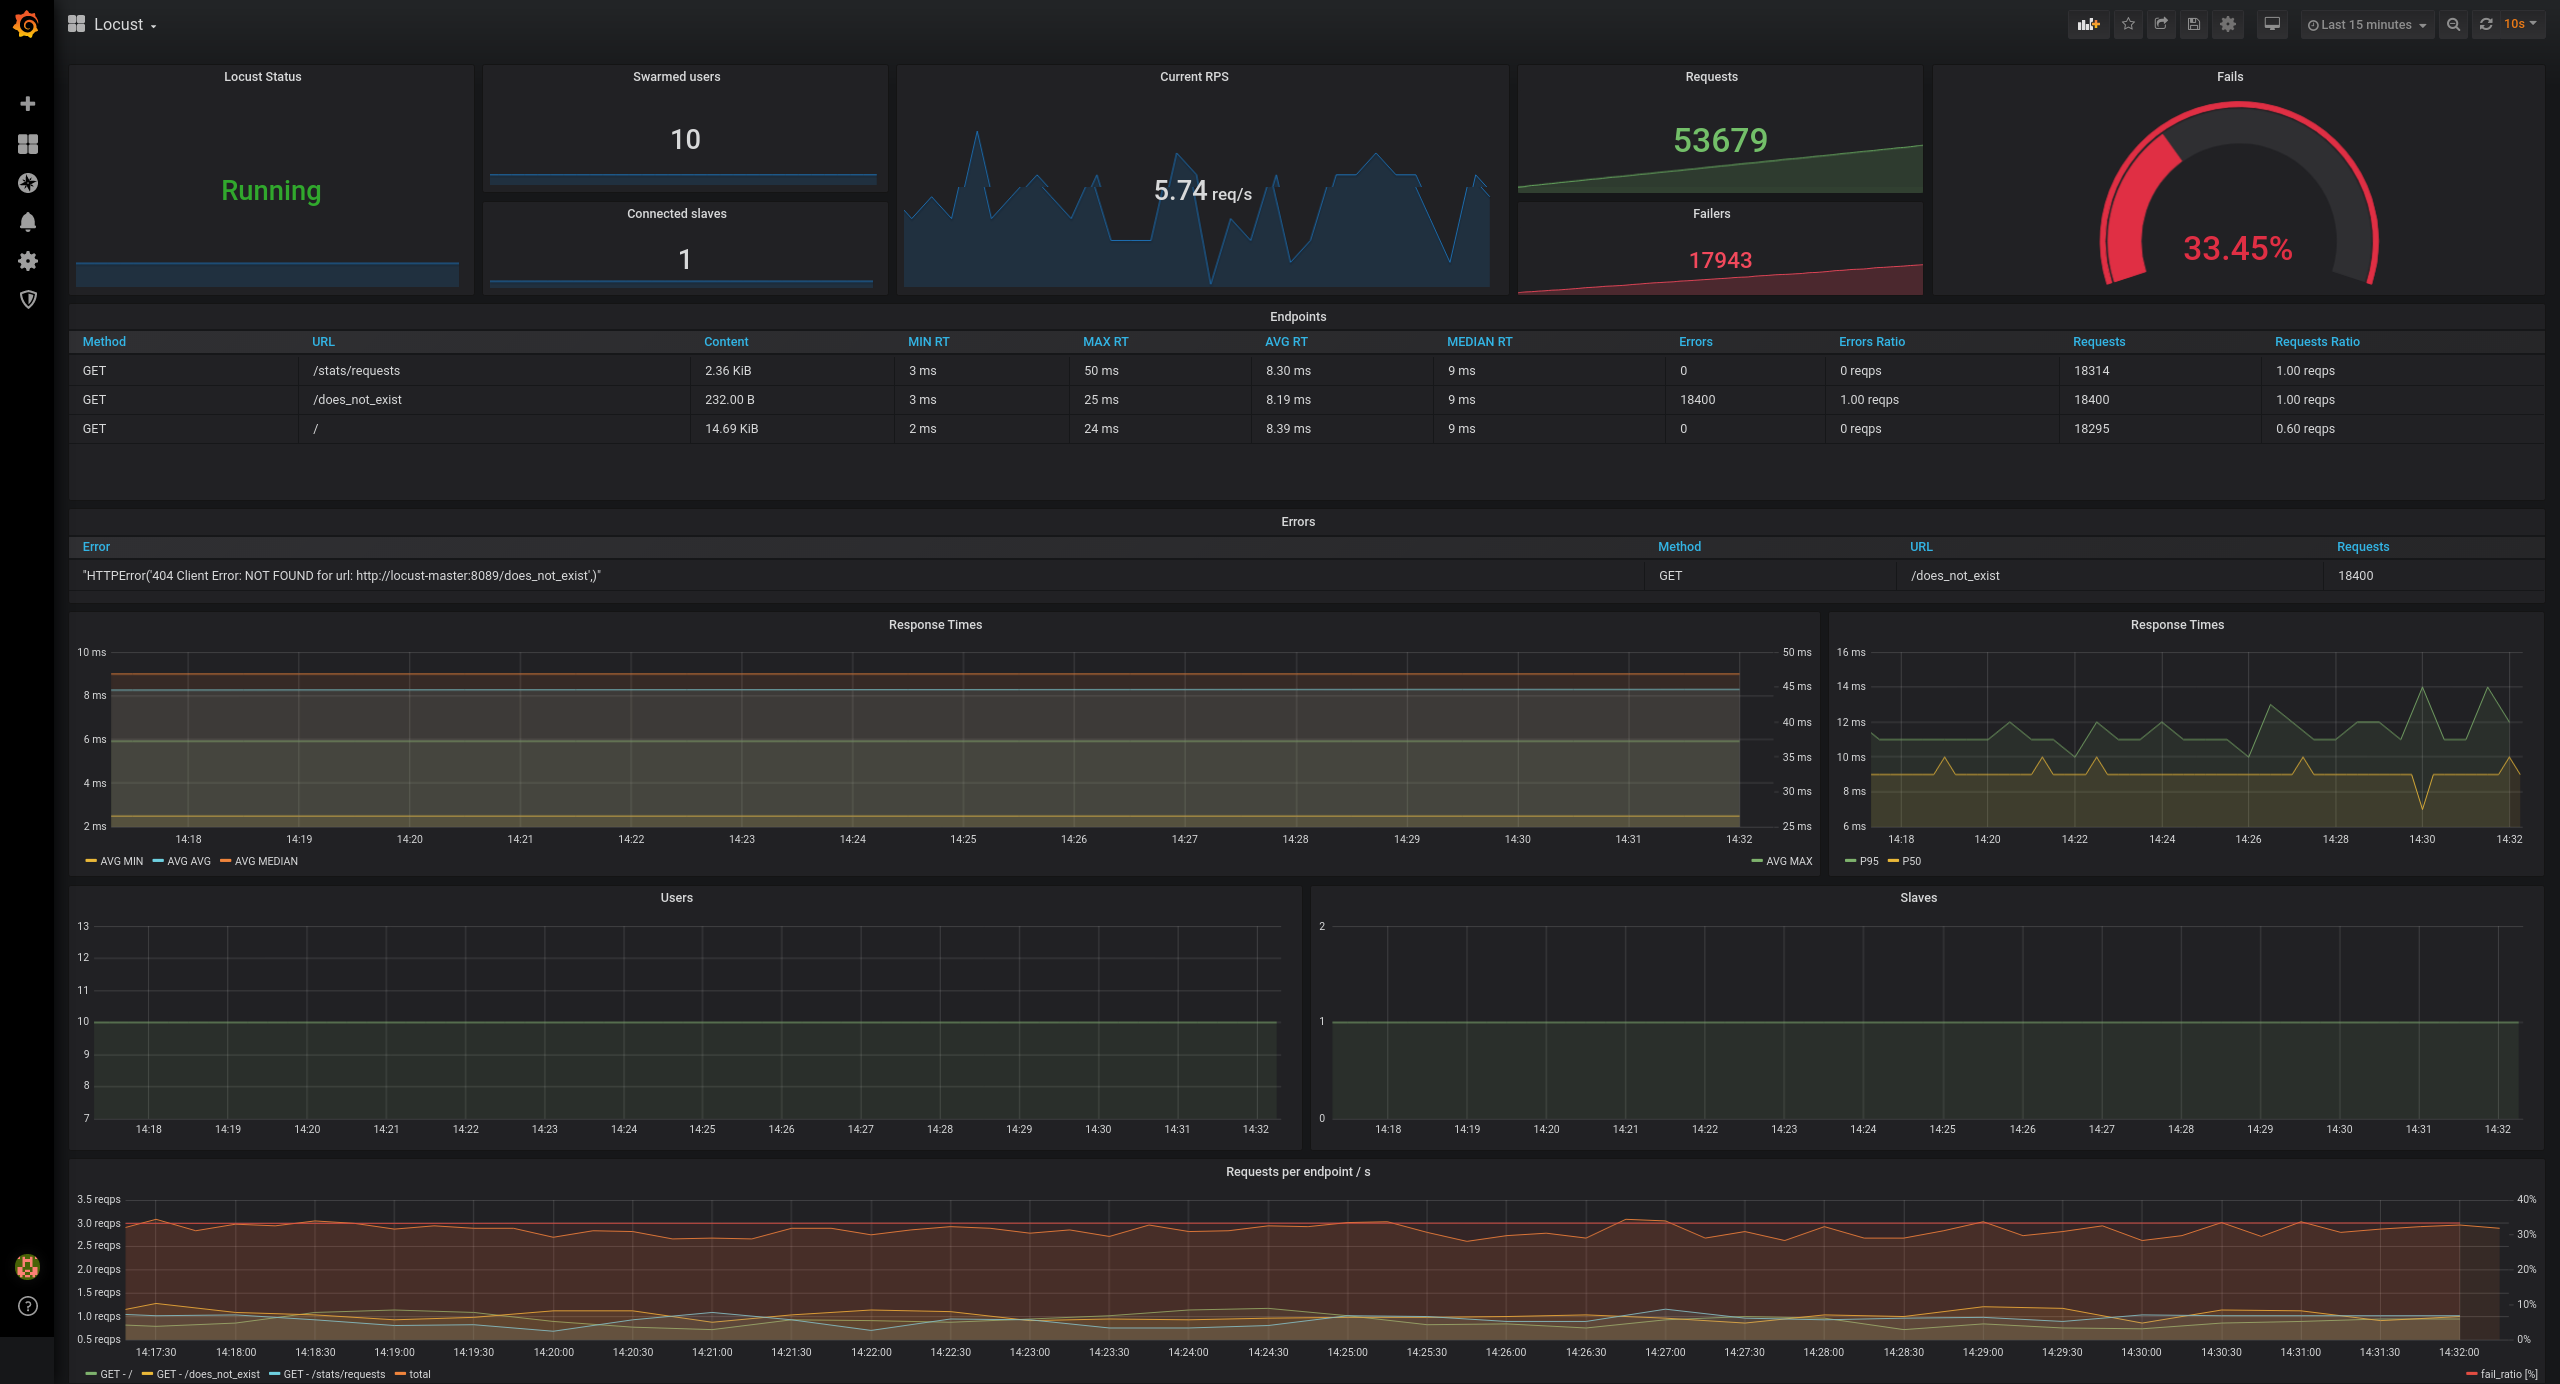 Locust
Last 15 minutes
10s
Locust Status
Running
Swarmed users
10
Connected slaves
1
Current RPS
5.74 req/s
Requests
53679
Failers
17943
Fails
33.45%
Endpoints
Method URL Content MIN RT MAX RT AVG RT MEDIAN RT Errors Errors Ratio Requests Requests Ratio
GET /stats/requests 2.36 KiB 3 ms 50 ms 8.30 ms 9 ms 0 0 reqps 18314 1.00 reqps
GET /does_not_exist 232.00 B 3 ms 25 ms 8.19 ms 9 ms 18400 1.00 reqps 18400 1.00 reqps
GET / 14.69 KiB 2 ms 24 ms 8.39 ms 9 ms 0 0 reqps 18295 0.60 reqps
Errors
Error Method URL Requests
"HTTPError('404 Client Error: NOT FOUND for url: http://locust-master:8089/does_not_exist',)" GET /does_not_exist 18400
Response Times
10 ms
8 ms
6 ms
4 ms
2 ms
50 ms
45 ms
40 ms
35 ms
30 ms
25 ms
14:18 14:19 14:20 14:21 14:22 14:23 14:24 14:25 14:26 14:27 14:28 14:29 14:30 14:31 14:32
AVG MIN AVG AVG AVG MEDIAN AVG MAX
Response Times
16 ms
14 ms
12 ms
10 ms
8 ms
6 ms
14:18 14:20 14:22 14:24 14:26 14:28 14:30 14:32
P95 P50
Users
13
12
11
10
9
8
7
14:18 14:19 14:20 14:21 14:22 14:23 14:24 14:25 14:26 14:27 14:28 14:29 14:30 14:31 14:32
Slaves
2
1
0
14:18 14:19 14:20 14:21 14:22 14:23 14:24 14:25 14:26 14:27 14:28 14:29 14:30 14:31 14:32
Requests per endpoint / s
3.5 reqps
3.0 reqps
2.5 reqps
2.0 reqps
1.5 reqps
1.0 reqps
0.5 reqps
40%
30%
20%
10%
0%
14:17:30 14:18:00 14:18:30 14:19:00 14:19:30 14:20:00 14:20:30 14:21:00 14:21:30 14:22:00 14:22:30 14:23:00 14:23:30 14:24:00 14:24:30 14:25:00 14:25:30 14:26:00 14:26:30 14:27:00 14:27:30 14:28:00 14:28:30 14:29:00 14:29:30 14:30:00 14:30:30 14:31:00 14:31:30 14:32:00
GET - / GET - /does_not_exist GET - /stats/requests total fail_ratio [%]